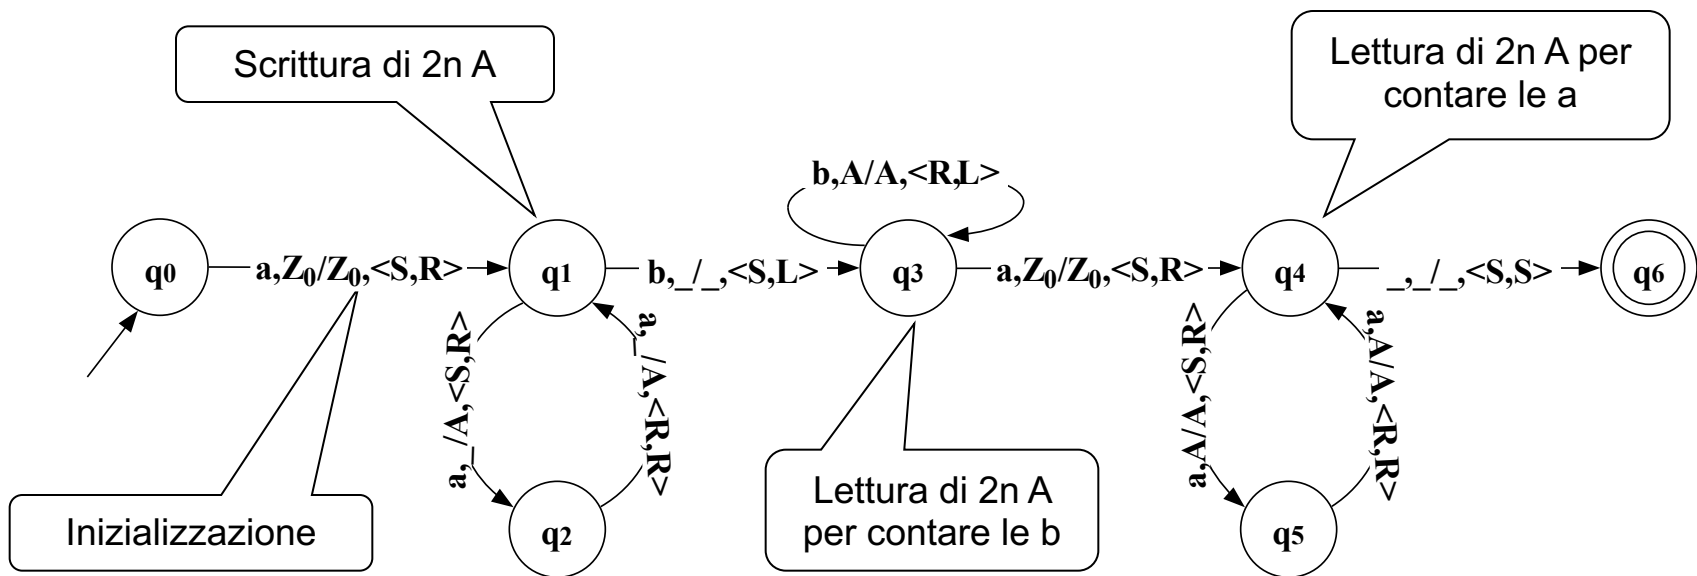 Scrittura di 2n A
Lettura di 2n A per
contare le a
b,A/A,<R,L>
q0
a,Z₀/Z₀,<S,R>
q1
b,_/_,<S,L>
q3
a,Z₀/Z₀,<S,R>
q4
_,_/_,<S,S>
q6
a,_/A,<S,R>
a,_/A,<R,R>
a,A/A,<S,R>
a,A/A,<R,R>
Inizializzazione
q2
Lettura di 2n A
per contare le b
q5